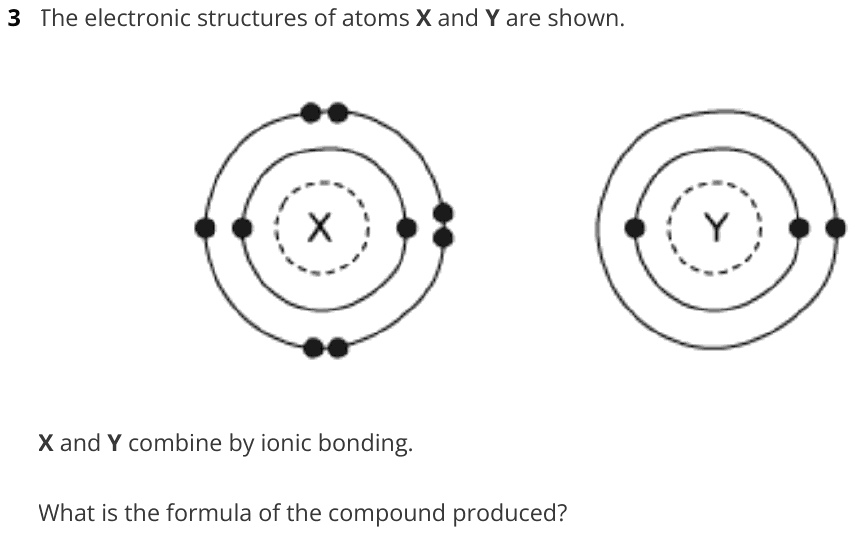 3 The electronic structures of atoms X and Y are shown.
X
Y
X and Y combine by ionic bonding.
What is the formula of the compound produced?